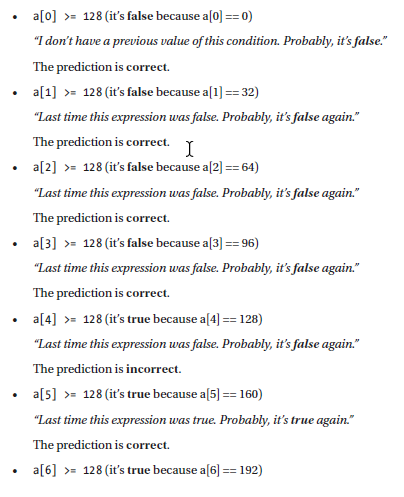 • a[0] >= 128 (it's false because a[0] == 0)
“I don't have a previous value of this condition. Probably, it's false.”
The prediction is correct.
• a[1] >= 128 (it's false because a[1] == 32)
“Last time this expression was false. Probably, it's false again.”
The prediction is correct.
• a[2] >= 128 (it's false because a[2] == 64)
“Last time this expression was false. Probably, it's false again.”
The prediction is correct.
• a[3] >= 128 (it's false because a[3] == 96)
“Last time this expression was false. Probably, it's false again.”
The prediction is correct.
• a[4] >= 128 (it's true because a[4] == 128)
“Last time this expression was false. Probably, it's false again.”
The prediction is incorrect.
• a[5] >= 128 (it's true because a[5] == 160)
“Last time this expression was true. Probably, it's true again.”
The prediction is correct.
• a[6] >= 128 (it's true because a[6] == 192)